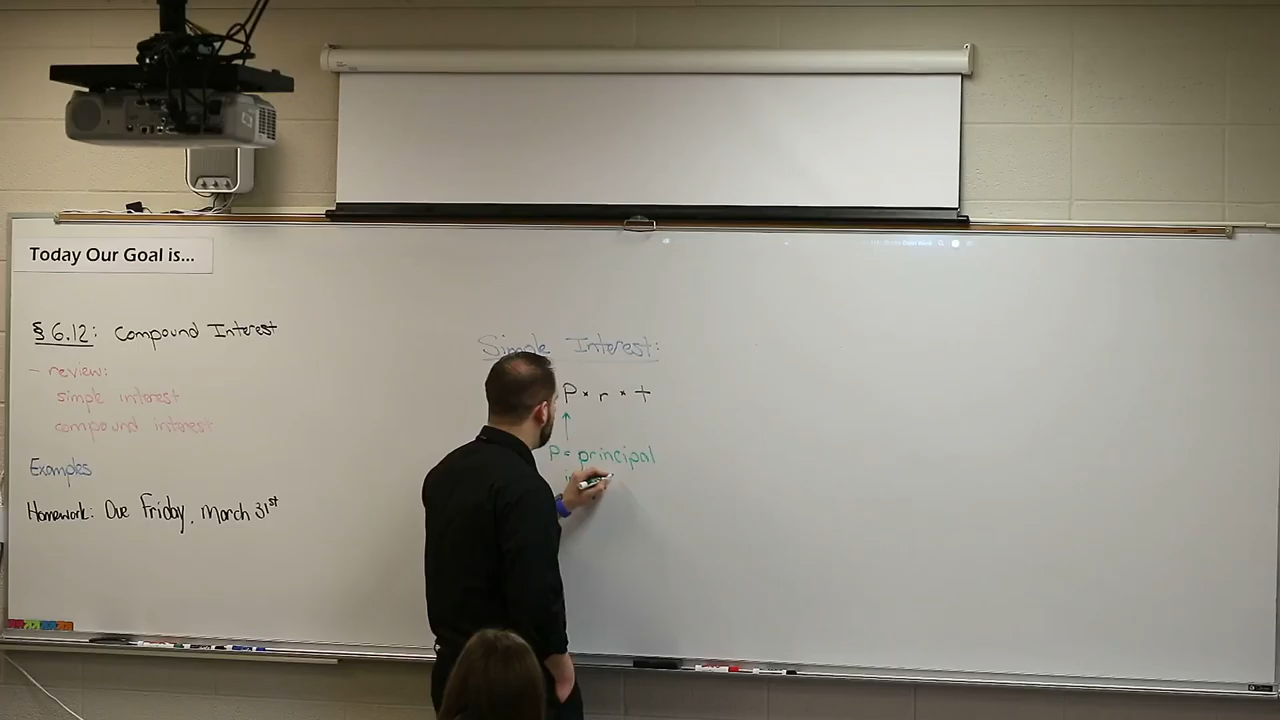 Today Our Goal is...
§ 6.12: Compound Interest
- review:
simple interest
compound interest
Examples
Homework: Due Friday, March 31st
Simple Interest:
P × r × t
P = principal